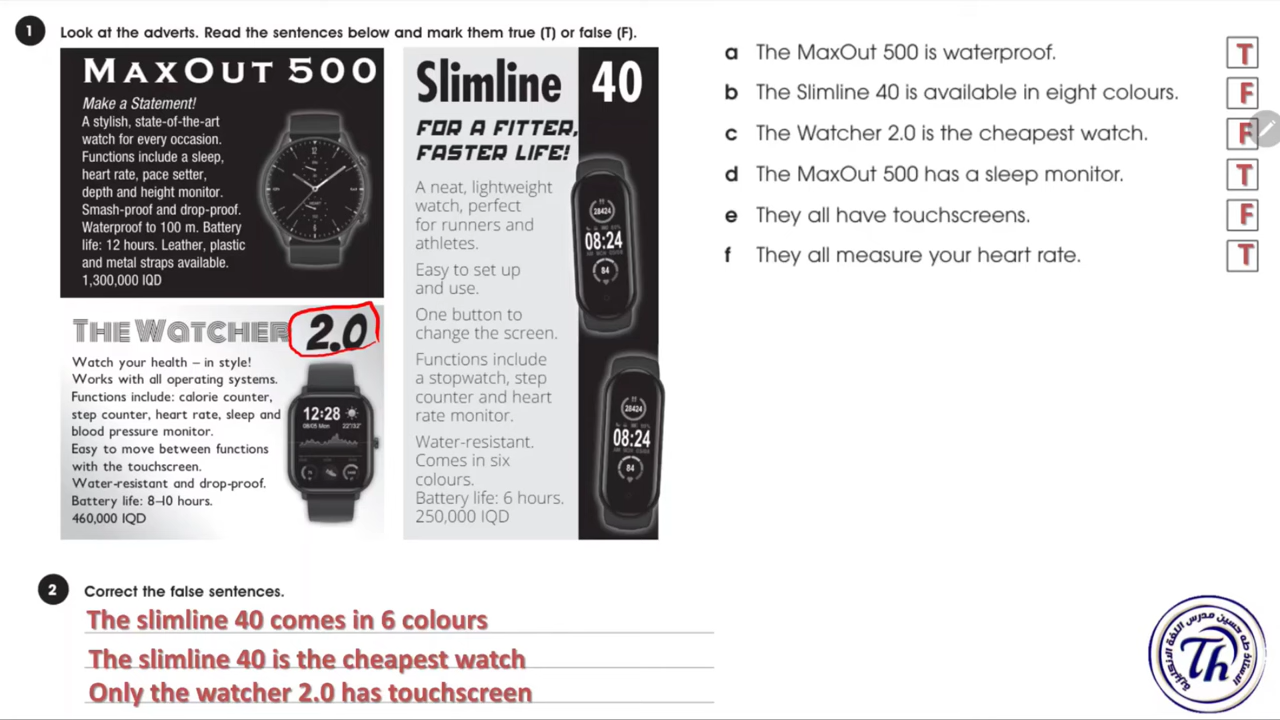 1 Look at the adverts. Read the sentences below and mark them true (T) or false (F).
MAXOUT 500
Make a Statement!
A stylish, state-of-the-art
watch for every occasion.
Functions include a sleep,
heart rate, pace setter,
depth and height monitor.
Smash-proof and drop-proof.
Waterproof to 100 m. Battery
life: 12 hours. Leather, plastic
and metal straps available.
1,300,000 IQD
THE WATCHER 2.0
Watch your health – in style!
Works with all operating systems.
Functions include: calorie counter,
step counter, heart rate, sleep and
blood pressure monitor.
Easy to move between functions
with the touchscreen.
Water-resistant and drop-proof.
Battery life: 8–10 hours.
460,000 IQD
12:28
Slimline 40
FOR A FITTER,
FASTER LIFE!
A neat, lightweight
watch, perfect
for runners and
athletes.
Easy to set up
and use.
One button to
change the screen.
Functions include
a stopwatch, step
counter and heart
rate monitor.
Water-resistant.
Comes in six
colours.
Battery life: 6 hours.
250,000 IQD
28424
08:24
84
28424
08:24
84
a The MaxOut 500 is waterproof. T
b The Slimline 40 is available in eight colours. F
c The Watcher 2.0 is the cheapest watch. F
d The MaxOut 500 has a sleep monitor. T
e They all have touchscreens. F
f They all measure your heart rate. T
2 Correct the false sentences.
The slimline 40 comes in 6 colours
The slimline 40 is the cheapest watch
Only the watcher 2.0 has touchscreen
الاستاذ طه حسين مدرس اللغة الانكليزية
Th